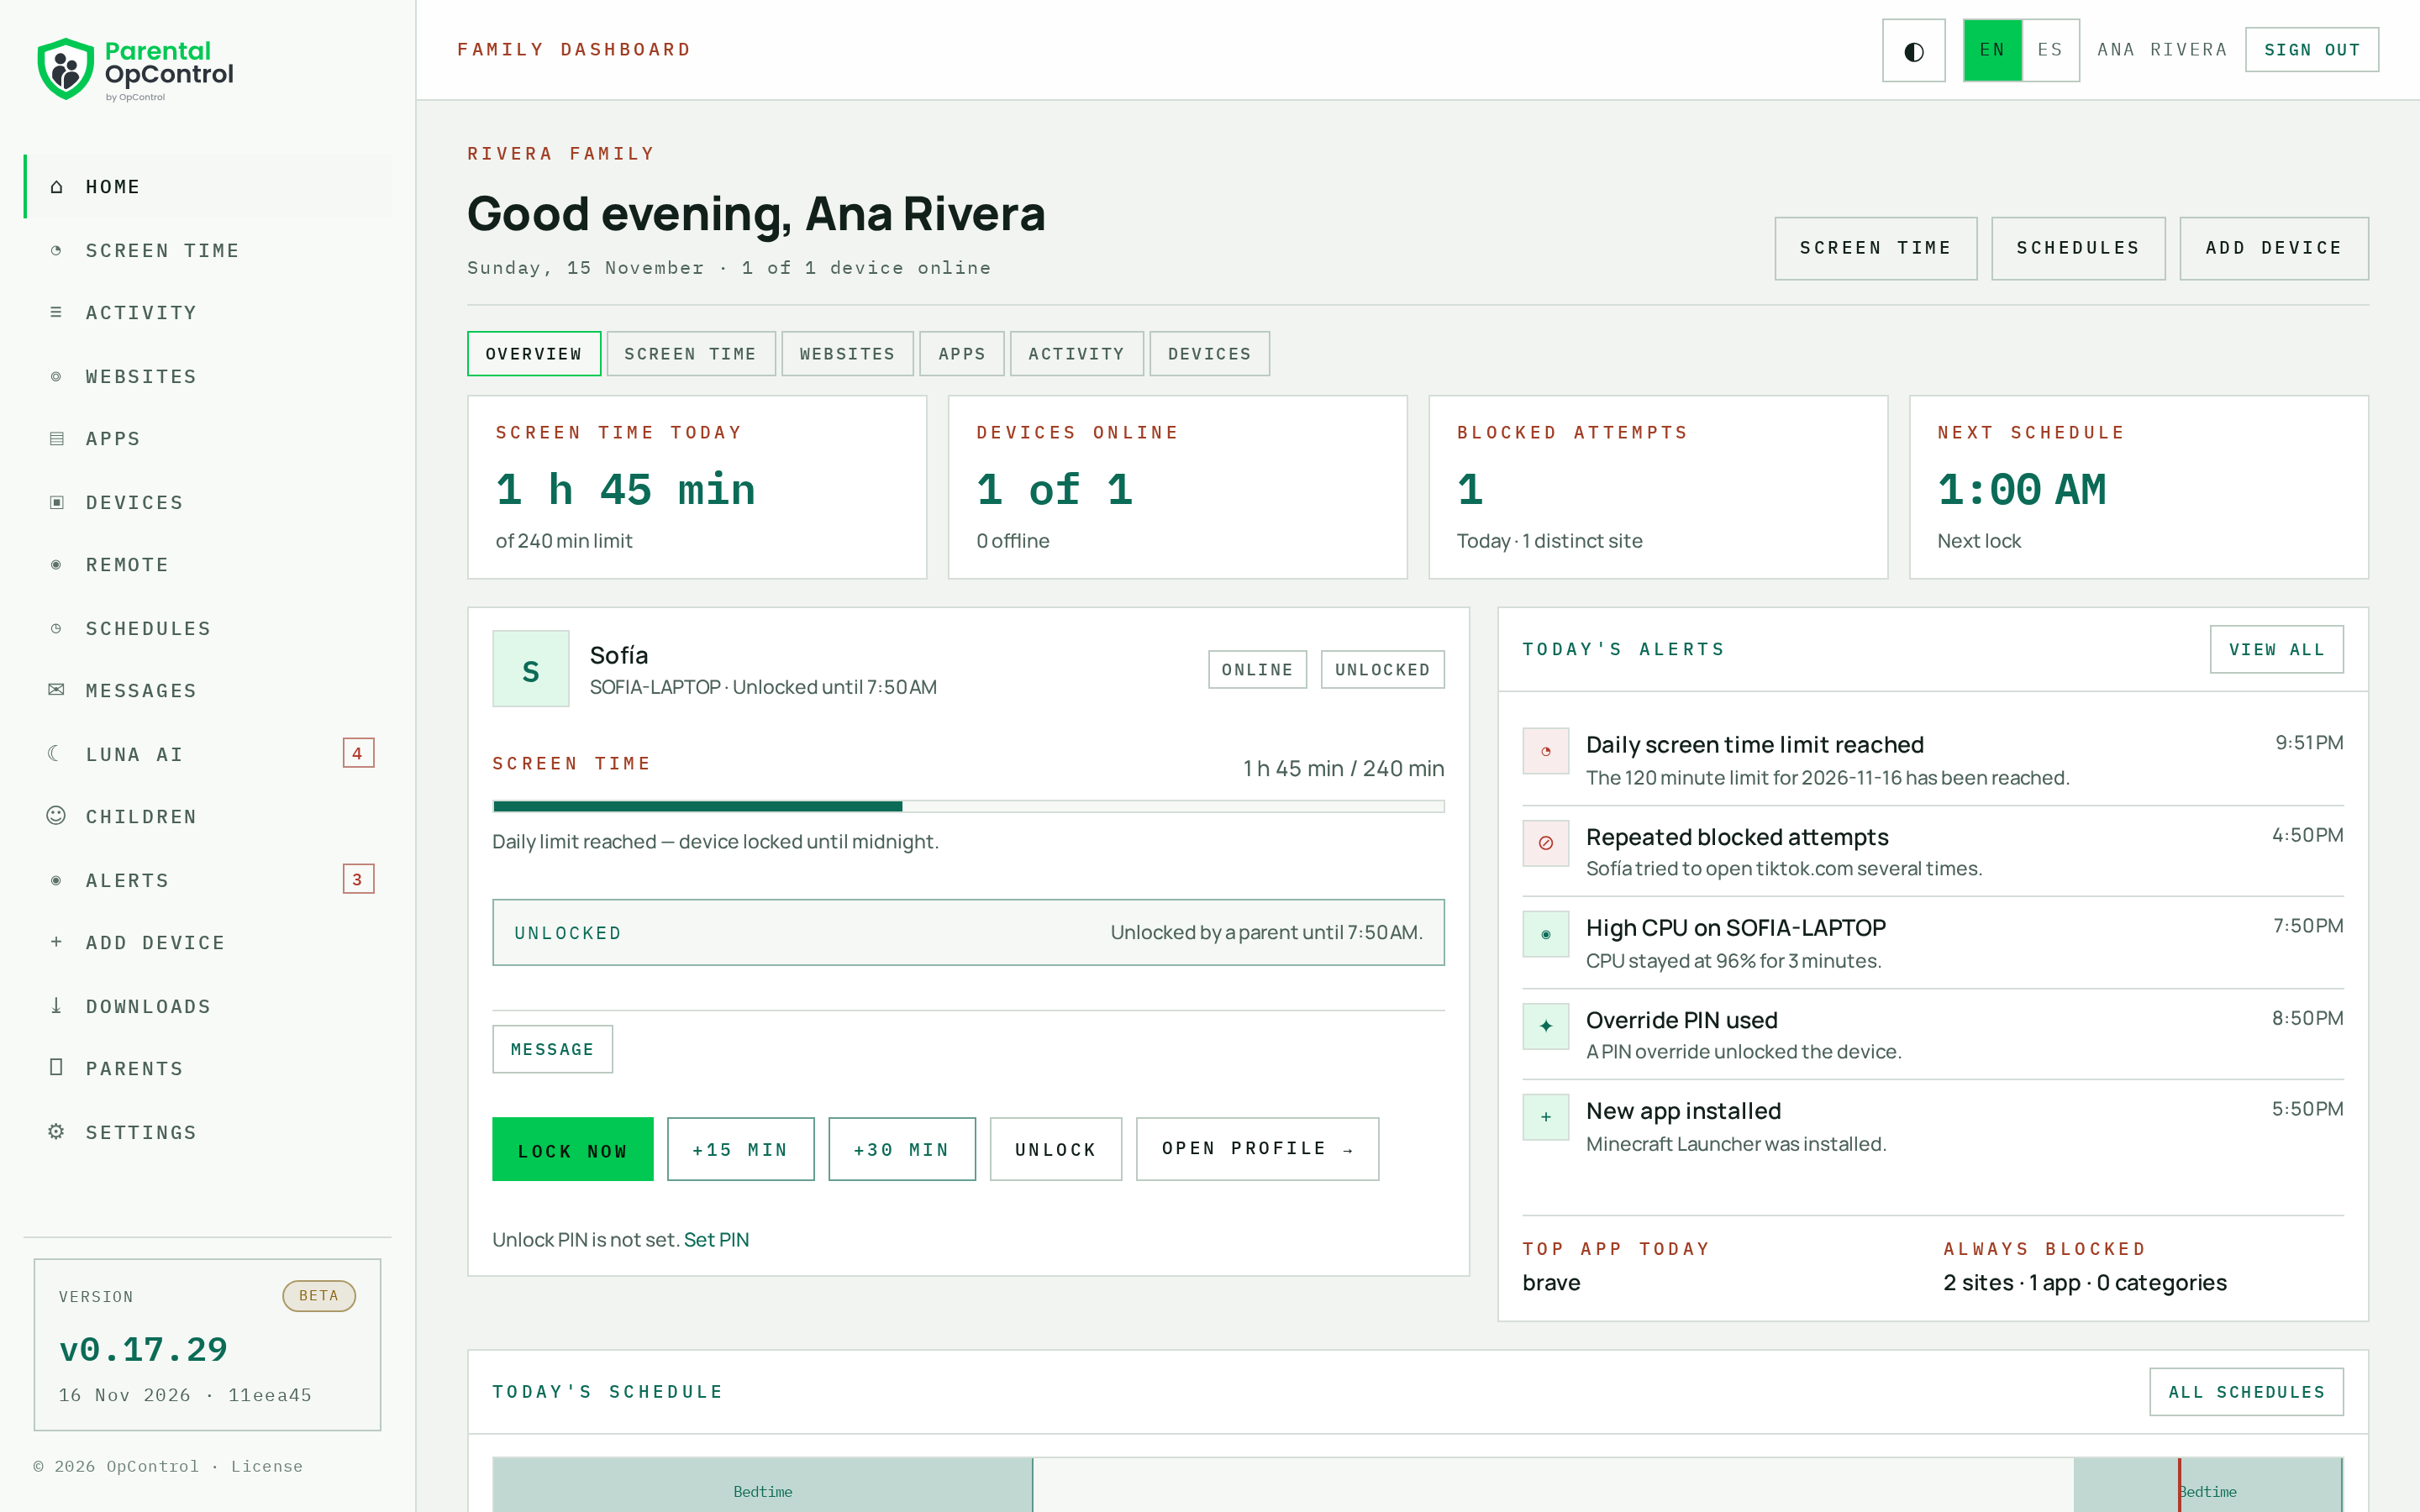 Parental
OpControl
by OpControl
HOME
SCREEN TIME
ACTIVITY
WEBSITES
APPS
DEVICES
REMOTE
SCHEDULES
MESSAGES
LUNA AI 4
CHILDREN
ALERTS 3
ADD DEVICE
DOWNLOADS
PARENTS
SETTINGS
VERSION BETA
v0.17.29
16 Nov 2026 · 11eea45
© 2026 OpControl · License
FAMILY DASHBOARD
EN ES ANA RIVERA SIGN OUT
RIVERA FAMILY
Good evening, Ana Rivera
Sunday, 15 November · 1 of 1 device online
SCREEN TIME SCHEDULES ADD DEVICE
OVERVIEW SCREEN TIME WEBSITES APPS ACTIVITY DEVICES
SCREEN TIME TODAY
1 h 45 min
of 240 min limit
DEVICES ONLINE
1 of 1
0 offline
BLOCKED ATTEMPTS
1
Today · 1 distinct site
NEXT SCHEDULE
1:00 AM
Next lock
S
Sofía
SOFIA-LAPTOP · Unlocked until 7:50 AM
ONLINE UNLOCKED
SCREEN TIME 1 h 45 min / 240 min
Daily limit reached — device locked until midnight.
UNLOCKED Unlocked by a parent until 7:50 AM.
MESSAGE
LOCK NOW +15 MIN +30 MIN UNLOCK OPEN PROFILE →
Unlock PIN is not set. Set PIN
TODAY'S ALERTS VIEW ALL
Daily screen time limit reached 9:51 PM
The 120 minute limit for 2026-11-16 has been reached.
Repeated blocked attempts 4:50 PM
Sofía tried to open tiktok.com several times.
High CPU on SOFIA-LAPTOP 7:50 PM
CPU stayed at 96% for 3 minutes.
Override PIN used 8:50 PM
A PIN override unlocked the device.
New app installed 5:50 PM
Minecraft Launcher was installed.
TOP APP TODAY
brave
ALWAYS BLOCKED
2 sites · 1 app · 0 categories
TODAY'S SCHEDULE ALL SCHEDULES
Bedtime Bedtime